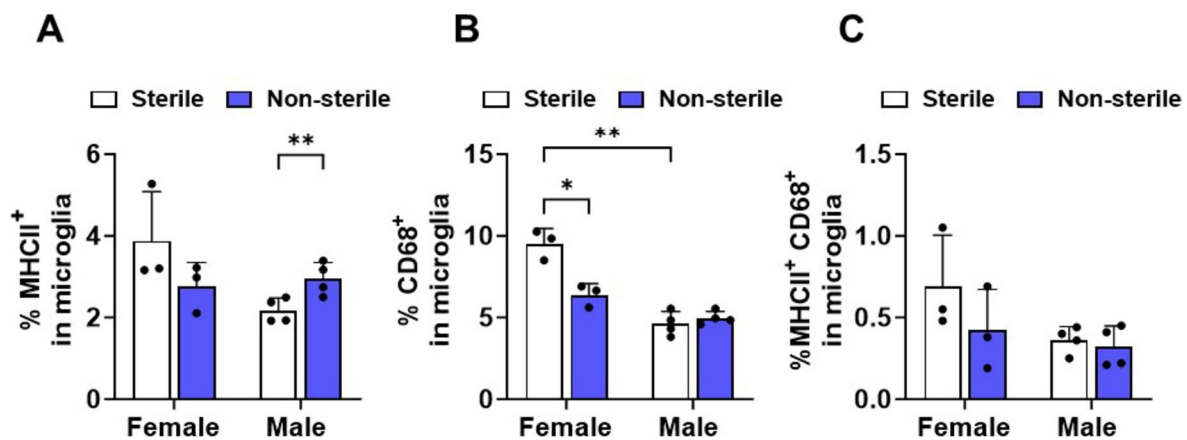 A
Sterile Non-sterile
**
6
4
2
0
% MHCII⁺
in microglia
Female Male
B
Sterile Non-sterile
**
*
15
10
5
0
% CD68⁺
in microglia
Female Male
C
Sterile Non-sterile
1.5
1.0
0.5
0.0
%MHCII⁺ CD68⁺
in microglia
Female Male